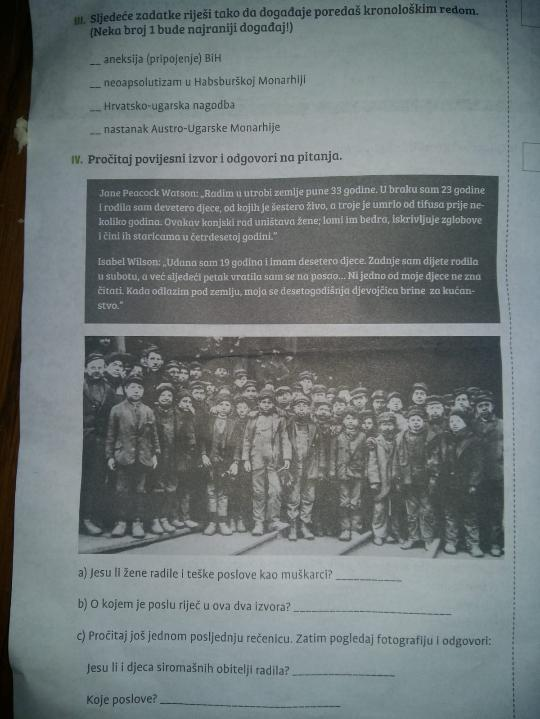 III. Sljedeće zadatke riješi tako da događaje poredaš kronološkim redom.
(Neka broj 1 bude najraniji događaj!)
__ aneksija (pripojenje) BiH
__ neoapsolutizam u Habsburškoj Monarhiji
__ Hrvatsko-ugarska nagodba
__ nastanak Austro-Ugarske Monarhije
IV. Pročitaj povijesni izvor i odgovori na pitanja.
Jane Peacock Watson: „Radim u utrobi zemlje pune 33 godine. U braku sam 23 godine
i rodila sam devetero djece, od kojih je šestero živo, a troje je umrlo od tifusa prije ne-
koliko godina. Ovakav konjski rad uništava žene; lomi im bedra, iskrivljuje zglobove
i čini ih staricama u četrdesetoj godini.“
Isabel Wilson: „Udana sam 19 godina i imam desetero djece. Zadnje sam dijete rodila
u subotu, a već sljedeći petak vratila sam se na posao... Ni jedno od moje djece ne zna
čitati. Kada odlazim pod zemlju, moja se desetogodišnja djevojčica brine za kućan-
stvo.“
a) Jesu li žene radile i teške poslove kao muškarci? __________
b) O kojem je poslu riječ u ova dva izvora? __________
c) Pročitaj još jednom posljednju rečenicu. Zatim pogledaj fotografiju i odgovori:
Jesu li i djeca siromašnih obitelji radila? __________
Koje poslove? __________